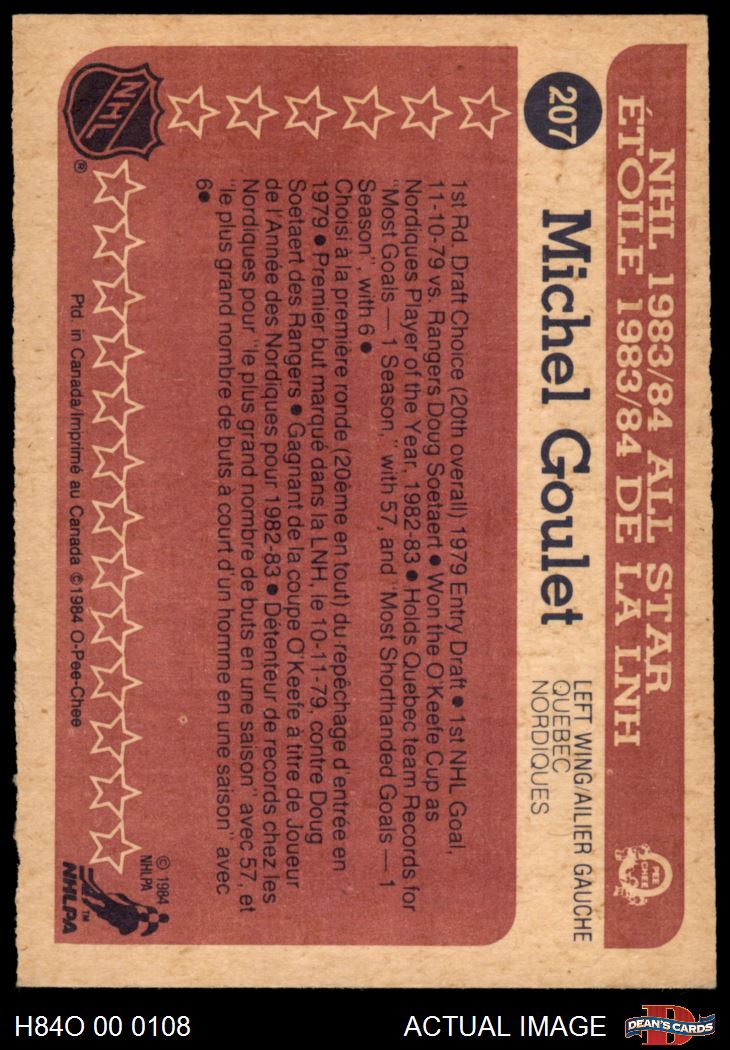 NHL 1983/84 ALL STAR
ÉTOILE 1983/84 DE LA LNH
O
PEE
CHEE
207
Michel Goulet
LEFT WING/AILIER GAUCHE
QUEBEC
NORDIQUES
1st Rd. Draft Choice (20th overall) 1979 Entry Draft ● 1st NHL Goal,
11-10-79 vs. Rangers Doug Soetaert ● Won the O'Keefe Cup as
Nordiques Player of the Year, 1982-83 ● Holds Quebec team Records for
"Most Goals — 1 Season," with 57, and "Most Shorthanded Goals — 1
Season", with 6 ●
Choisi à la première ronde (20ème en tout) du repêchage d'entrée en
1979 ● Premier but marqué dans la LNH, le 10-11-79, contre Doug
Soetaert des Rangers ● Gagnant de la coupe O'Keefe à titre de Joueur
de l'Année des Nordiques pour 1982-83 ● Détenteur de records chez les
Nordiques pour "le plus grand nombre de buts en une saison" avec 57, et
"le plus grand nombre de buts à court d'un homme en une saison" avec
6●
NHL
®
Ptd. in Canada/Imprimé au Canada ©1984 O-Pee-Chee
© 1984
NHLPA
NHLPA
™
H84O 00 0108
ACTUAL IMAGE
D
DEAN'S CARDS